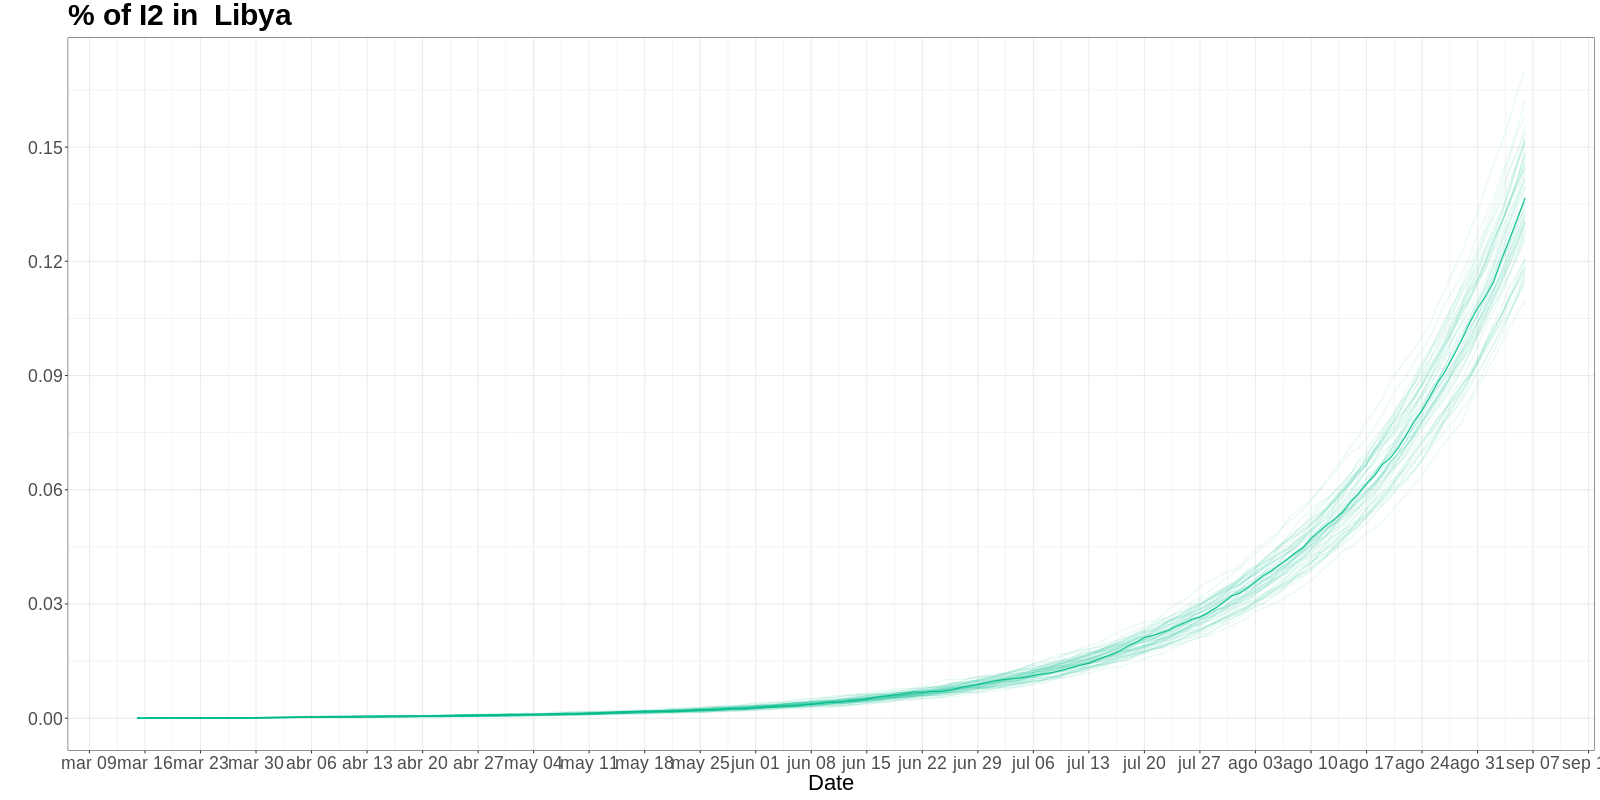 % of I2 in  Libya
0.15
0.12
0.09
0.06
0.03
0.00
mar 09 mar 16 mar 23 mar 30 abr 06 abr 13 abr 20 abr 27 may 04 may 11 may 18 may 25 jun 01 jun 08 jun 15 jun 22 jun 29 jul 06 jul 13 jul 20 jul 27 ago 03 ago 10 ago 17 ago 24 ago 31 sep 07 sep 1
Date